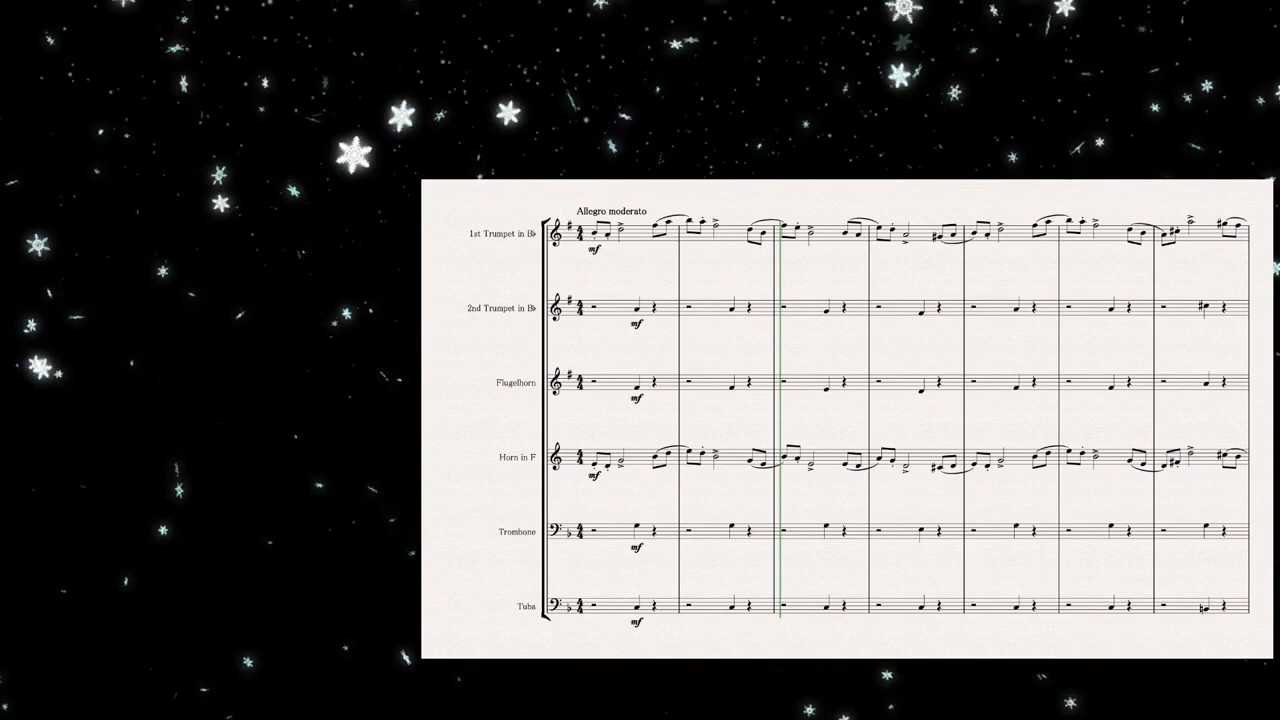 Allegro moderato
1st Trumpet in B♭
mf
2nd Trumpet in B♭
mf
Flugelhorn
mf
Horn in F
mf
Trombone
mf
Tuba
mf